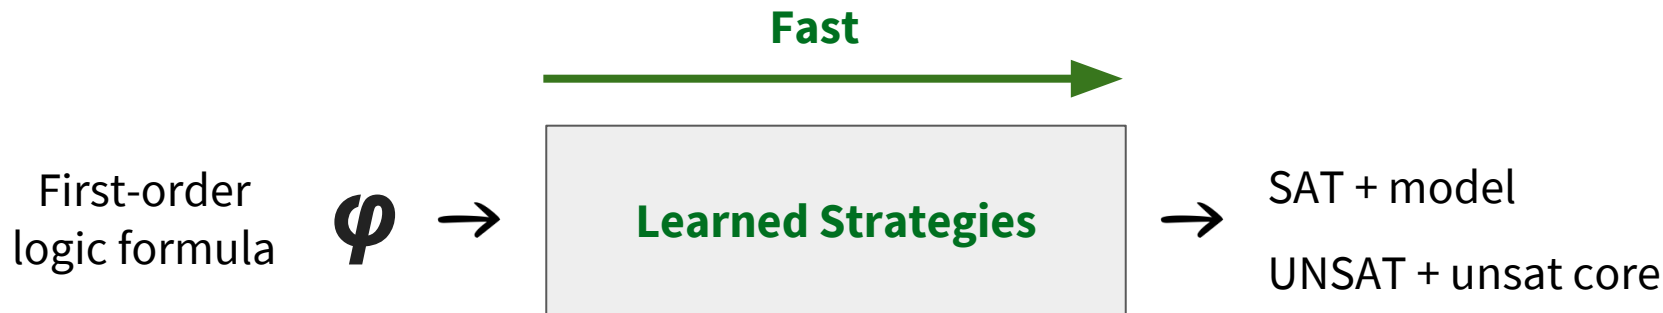 Fast
First-order
logic formula
φ
Learned Strategies
SAT + model
UNSAT + unsat core